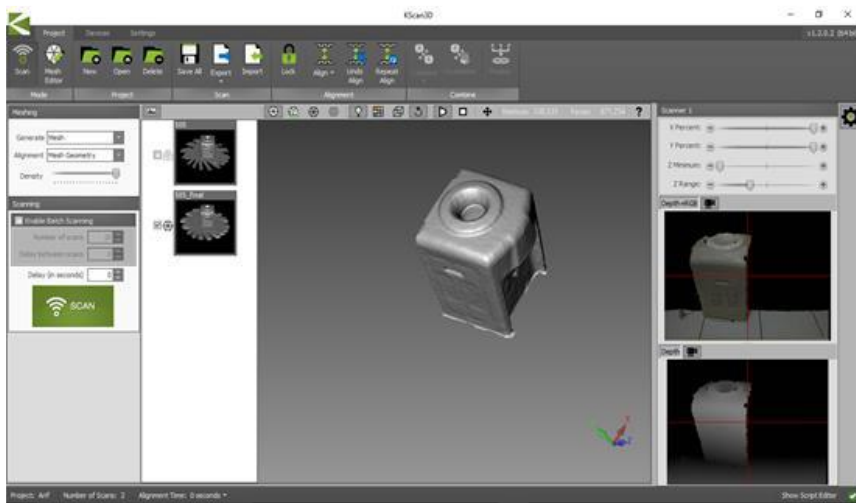 KScan3D
Project Devices Settings
v1.2.0.2 (64 bit)
Scan Mesh Editor New Open Delete Save All Export Import Lock Align Undo Align Repeat Align
Mode Project Scan Alignment Combine
Meshing
Generate Mesh
Alignment Mesh Geometry
Density
Scanning
Enable Batch Scanning
Number of scans
Delay between scans
Delay (in seconds) 0
SCAN
Scanner 1
X Percent:
Y Percent:
Z Minimum:
Z Range:
Depth+RGB
Depth
Project: Arif Number of Scans: 2 Alignment Time: 0 seconds
Show Script Editor